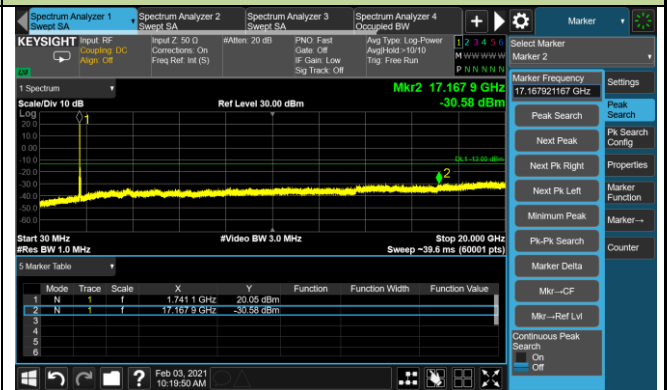 Spectrum Analyzer 1
Swept SA
Spectrum Analyzer 2
Swept SA
Spectrum Analyzer 3
Swept SA
Spectrum Analyzer 4
Occupied BW
+
Marker
KEYSIGHT
Input: RF
Coupling: DC
Align: Off
Input Z: 50 Ω
Corrections: On
Freq Ref: Int (S)
#Atten: 20 dB
PNO: Fast
Gate: Off
IF Gain: Low
Sig Track: Off
Avg Type: Log-Power
Avg|Hold:>10/10
Trig: Free Run
1 2 3 4 5 6
M W W W W W
P N N N N N
LM
Select Marker
Marker 2
Marker Frequency
17.167921167 GHz
Settings
Peak Search
Next Peak
Next Pk Right
Next Pk Left
Minimum Peak
Pk-Pk Search
Marker Delta
Mkr→CF
Mkr→Ref Lvl
Continuous Peak
Search
On
Off
Peak
Search
Pk Search
Config
Properties
Marker
Function
Marker→
Counter
1 Spectrum
Scale/Div 10 dB
Log
Ref Level 30.00 dBm
Mkr2 17.167 9 GHz
-30.58 dBm
20.0
10.0
0.00
-10.0
-20.0
-30.0
-40.0
-50.0
-60.0
1
2
DL1 -13.00 dBm
Start 30 MHz
#Res BW 1.0 MHz
#Video BW 3.0 MHz
Stop 20.000 GHz
Sweep ~39.6 ms (60001 pts)
5 Marker Table
Mode Trace Scale X Y Function Function Width Function Value
1 N 1 f 1.741 1 GHz 20.05 dBm
2 N 1 f 17.167 9 GHz -30.58 dBm
3
4
5
6
?
Feb 03, 2021
10:19:50 AM